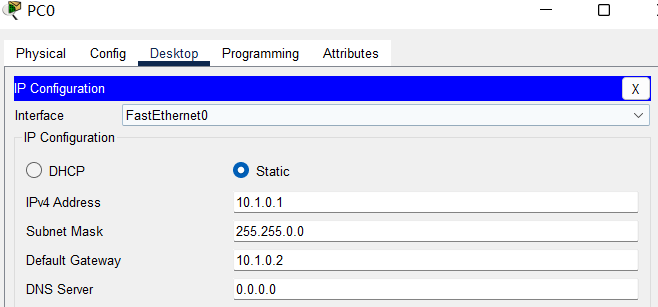 PC0
Physical Config Desktop Programming Attributes
IP Configuration X
Interface FastEthernet0
IP Configuration
DHCP Static
IPv4 Address 10.1.0.1
Subnet Mask 255.255.0.0
Default Gateway 10.1.0.2
DNS Server 0.0.0.0